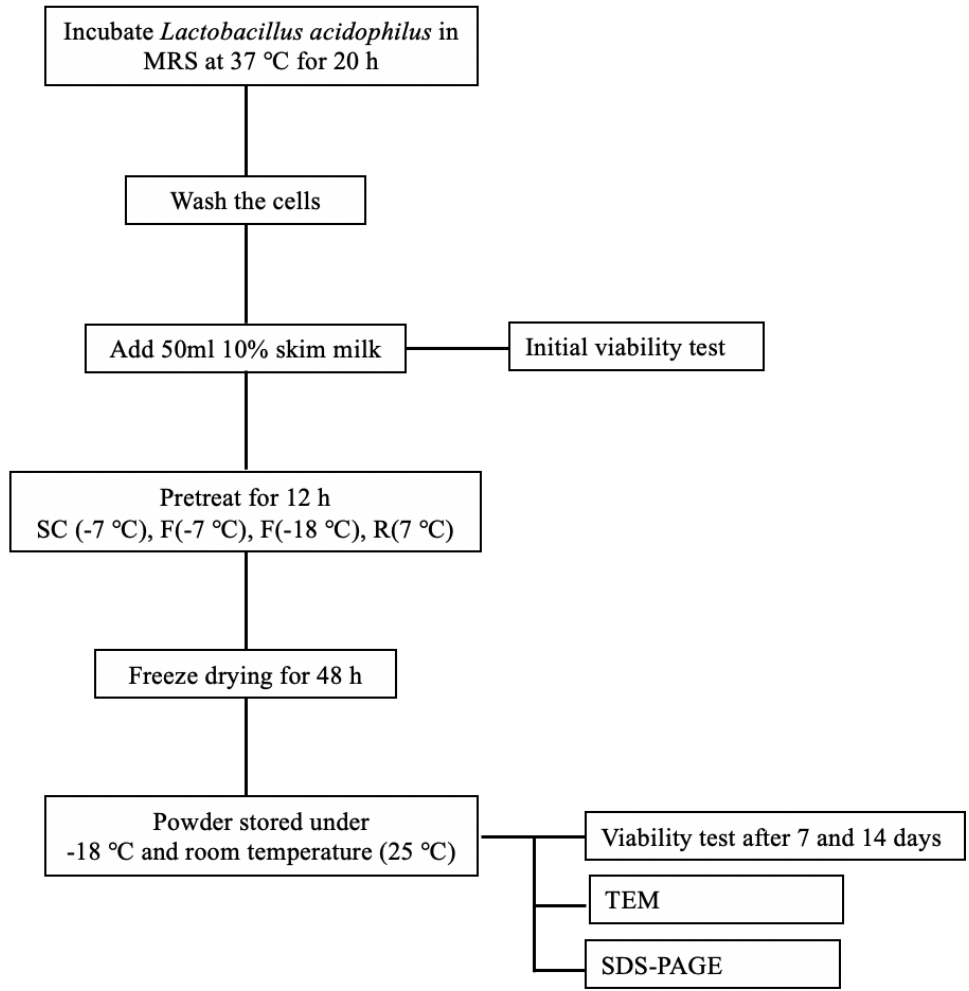 Incubate Lactobacillus acidophilus in
MRS at 37 ℃ for 20 h
Wash the cells
Add 50ml 10% skim milk
Initial viability test
Pretreat for 12 h
SC (-7 ℃), F(-7 ℃), F(-18 ℃), R(7 ℃)
Freeze drying for 48 h
Powder stored under
-18 ℃ and room temperature (25 ℃)
Viability test after 7 and 14 days
TEM
SDS-PAGE